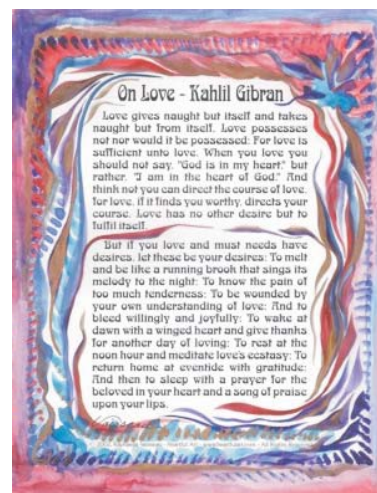 On Love - Kahlil Gibran
Love gives naught but itself and takes
naught but from itself. Love possesses
not nor would it be possessed: For love is
sufficient unto love. When you love you
should not say, "God is in my heart," but
rather, "I am in the heart of God." And
think not you can direct the course of love,
for love, if it finds you worthy, directs your
course. Love has no other desire but to
fulfil itself.
But if you love and must needs have
desires, let these be your desires: To melt
and be like a running brook that sings its
melody to the night: To know the pain of
too much tenderness: To be wounded by
your own understanding of love: And to
bleed willingly and joyfully: To wake at
dawn with a winged heart and give thanks
for another day of loving: To rest at the
noon hour and meditate love's ecstasy: To
return home at eventide with gratitude:
And then to sleep with a prayer for the
beloved in your heart and a song of praise
upon your lips.